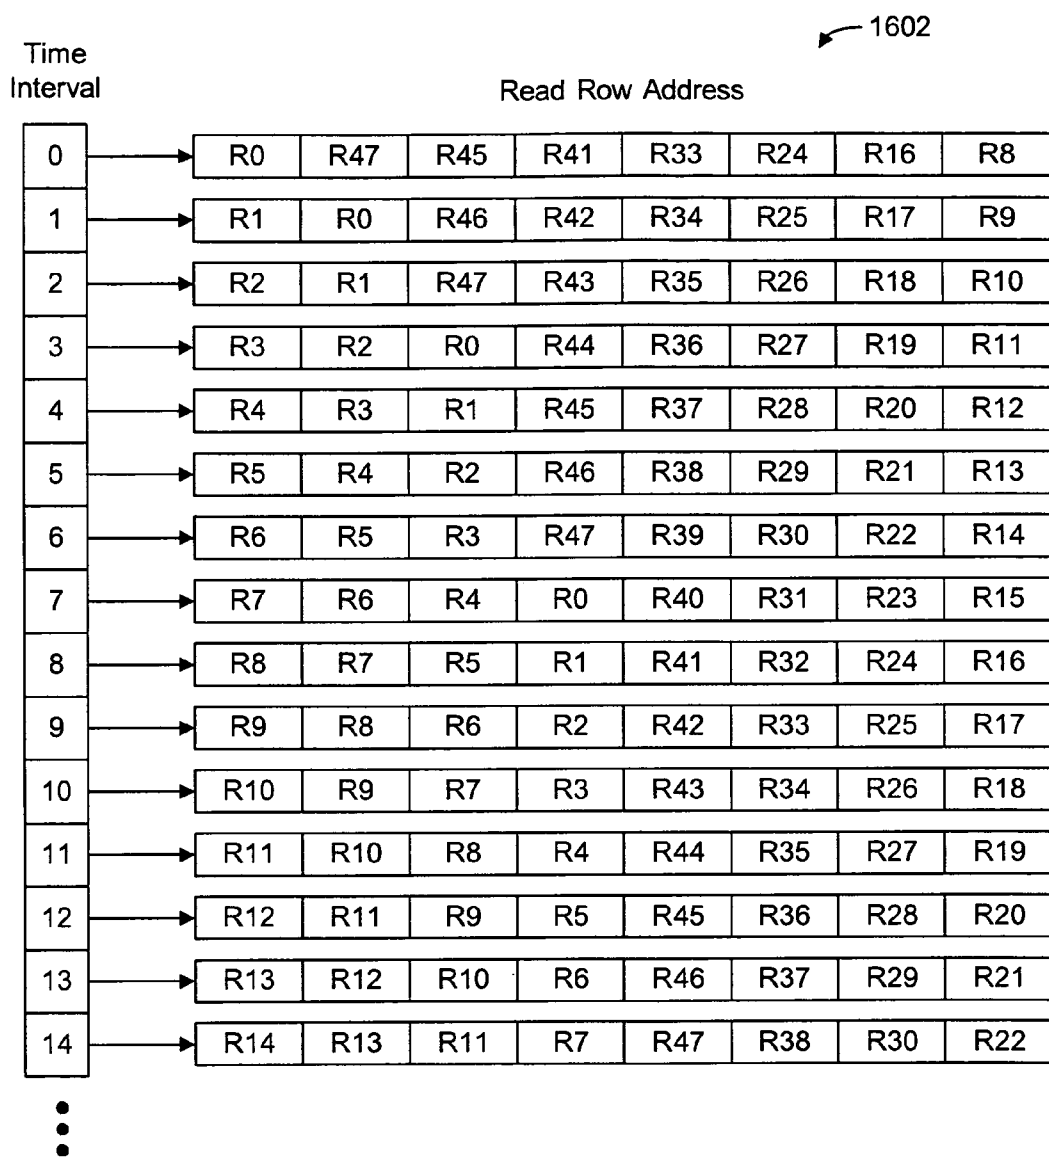 1602
Time
Interval
Read Row Address
0 R0 R47 R45 R41 R33 R24 R16 R8
1 R1 R0 R46 R42 R34 R25 R17 R9
2 R2 R1 R47 R43 R35 R26 R18 R10
3 R3 R2 R0 R44 R36 R27 R19 R11
4 R4 R3 R1 R45 R37 R28 R20 R12
5 R5 R4 R2 R46 R38 R29 R21 R13
6 R6 R5 R3 R47 R39 R30 R22 R14
7 R7 R6 R4 R0 R40 R31 R23 R15
8 R8 R7 R5 R1 R41 R32 R24 R16
9 R9 R8 R6 R2 R42 R33 R25 R17
10 R10 R9 R7 R3 R43 R34 R26 R18
11 R11 R10 R8 R4 R44 R35 R27 R19
12 R12 R11 R9 R5 R45 R36 R28 R20
13 R13 R12 R10 R6 R46 R37 R29 R21
14 R14 R13 R11 R7 R47 R38 R30 R22